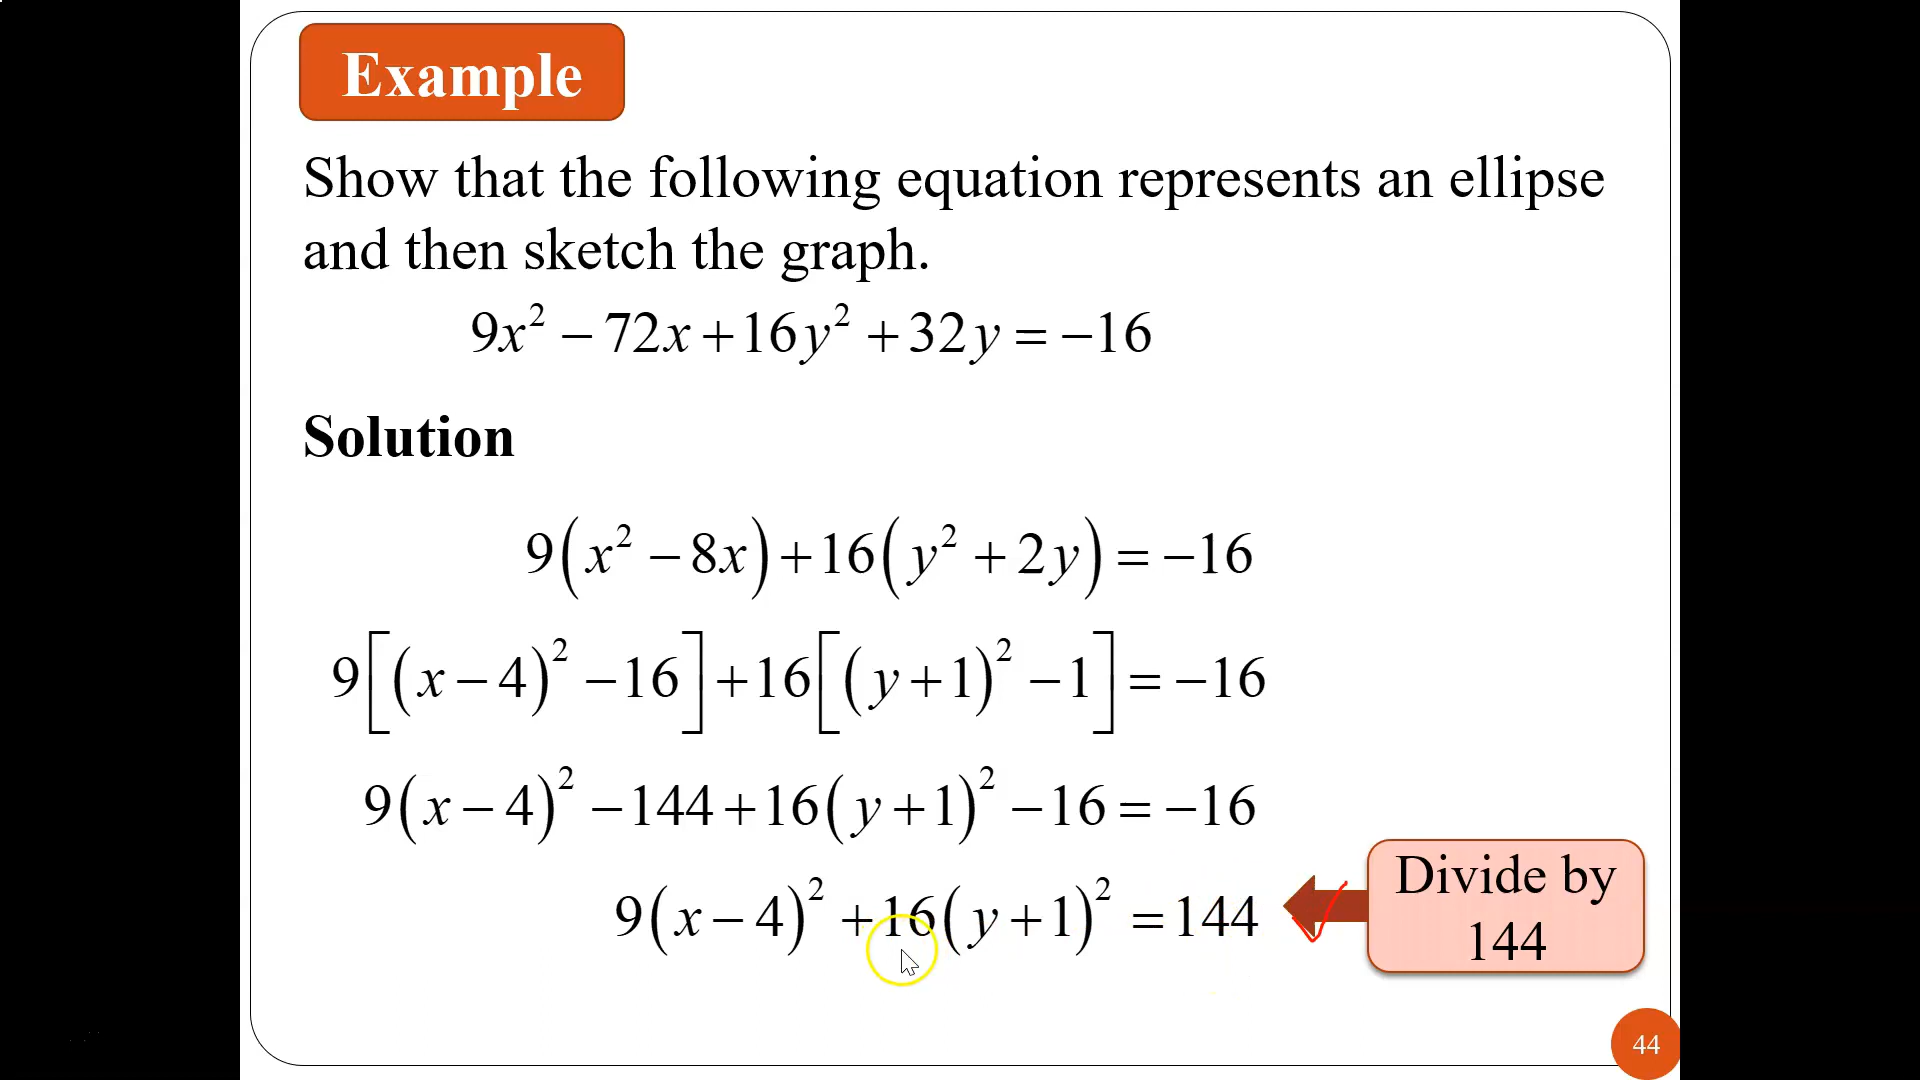 Example
Show that the following equation represents an ellipse
and then sketch the graph.
9x² − 72x + 16y² + 32y = −16
Solution
9(x² − 8x) + 16(y² + 2y) = −16
9[(x − 4)² − 16] + 16[(y + 1)² − 1] = −16
9(x − 4)² − 144 + 16(y + 1)² − 16 = −16
9(x − 4)² + 16(y + 1)² = 144
Divide by
144
44